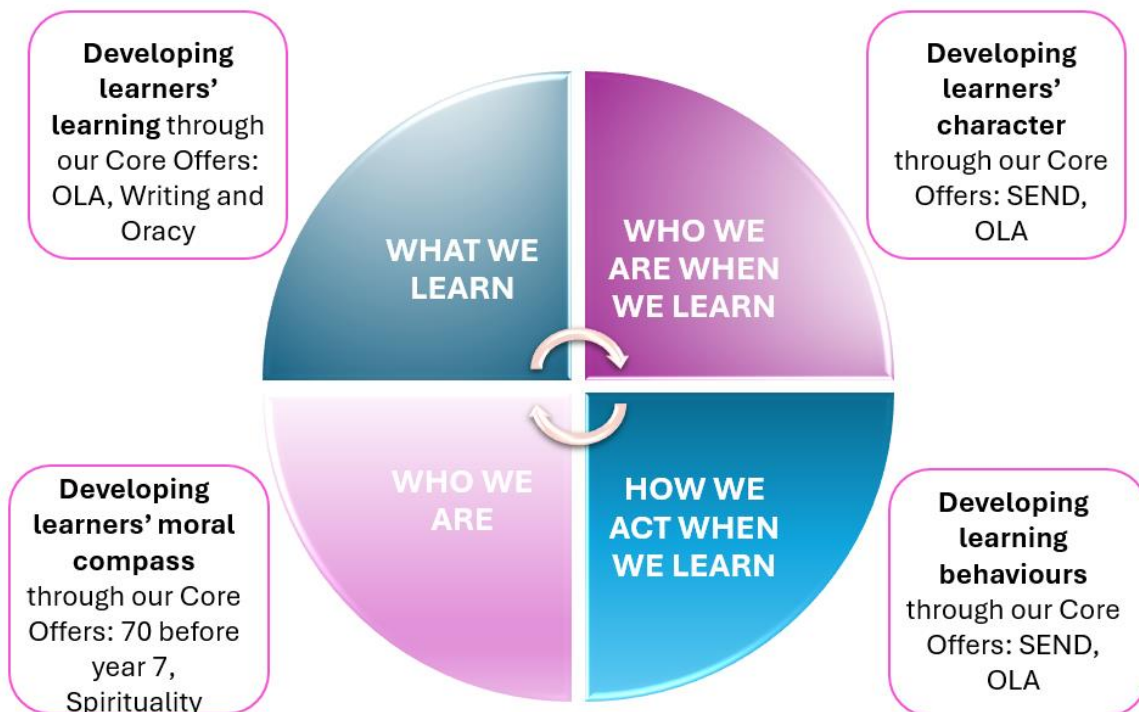 Developing
learners’
learning through
our Core Offers:
OLA, Writing and
Oracy
Developing
learners’
character
through our Core
Offers: SEND,
OLA
WHAT WE
LEARN
WHO WE
ARE WHEN
WE LEARN
WHO WE
ARE
HOW WE
ACT WHEN
WE LEARN
Developing
learners’ moral
compass
through our Core
Offers: 70 before
year 7,
Spirituality
Developing
learning
behaviours
through our Core
Offers: SEND,
OLA